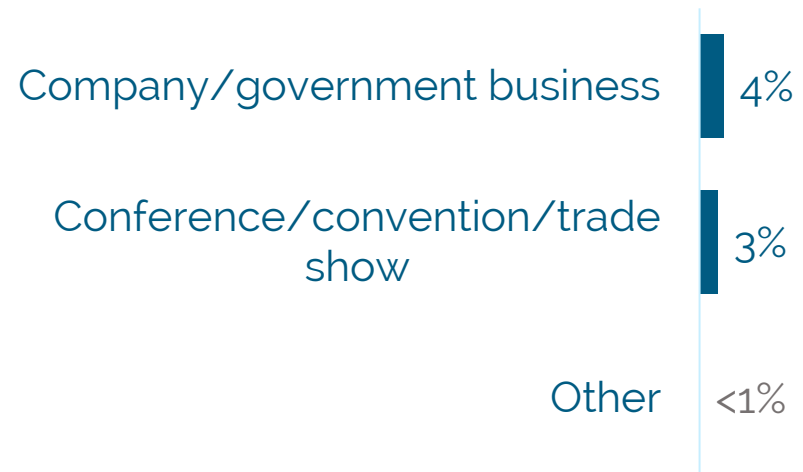 Company/government business 4%
Conference/convention/trade
show 3%
Other <1%